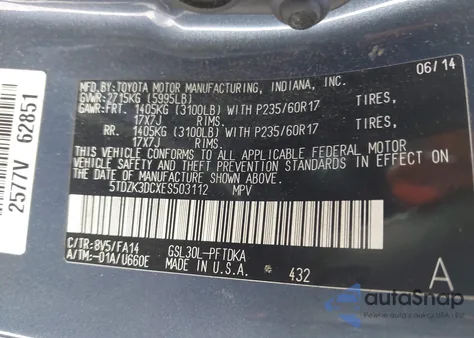 MFD. BY: TOYOTA MOTOR MANUFACTURING, INDIANA, INC. 06/14
GVWR: 2715KG (5995LB)
GAWR: FRT. 1405KG (3100LB) WITH P235/60R17 TIRES,
17X7J RIMS.
RR. 1405KG (3100LB) WITH P235/60R17 TIRES,
17X7J RIMS.
THIS VEHICLE CONFORMS TO ALL APPLICABLE FEDERAL MOTOR
VEHICLE SAFETY, BUMPER, AND THEFT PREVENTION STANDARDS IN EFFECT
ON THE DATE OF MANUFACTURE SHOWN ABOVE.
5TDZK3DCXES503112 MPV
C/TR: 8V5/FA14 GSL30L-PFTDKA
A/TM: -01A/U660E MADE IN U.S.A. 432 A
2577V 62851
autoSnap